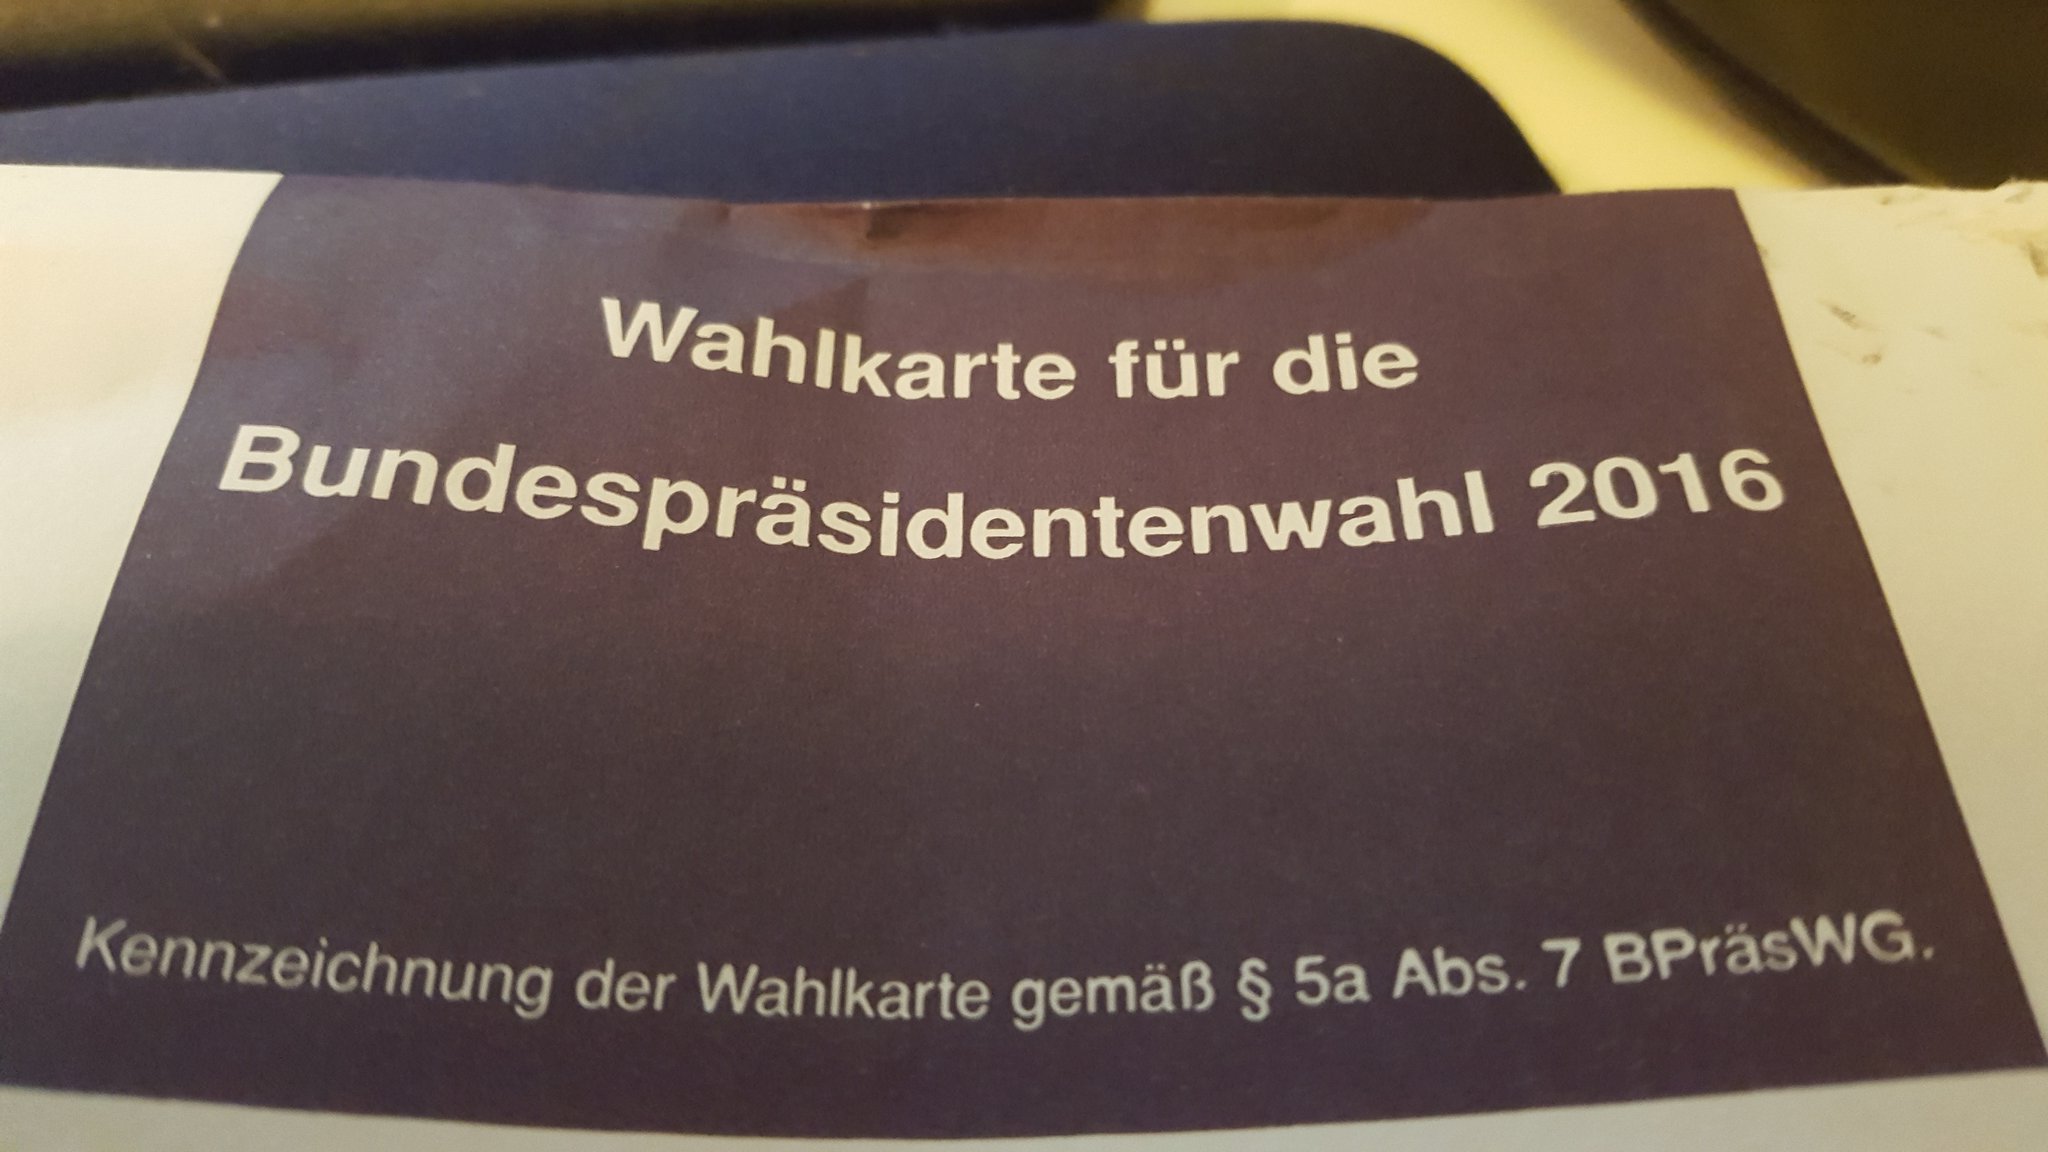 Wahlkarte für die
Bundespräsidentenwahl 2016
Kennzeichnung der Wahlkarte gemäß § 5a Abs. 7 BPräsWG.